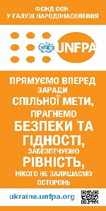 ФОНД ООН
У ГАЛУЗІ НАРОДОНАСЕЛЕННЯ
UNFPA
ПРЯМУЄМО ВПЕРЕД
ЗАРАДИ
СПІЛЬНОЇ МЕТИ,
ПРАГНЕМО
БЕЗПЕКИ ТА
ГІДНОСТІ,
ЗАБЕЗПЕЧУЄМО
РІВНІСТЬ,
НІКОГО НЕ ЗАЛИШАЄМО
ОСТОРОНЬ
ukraine.unfpa.org